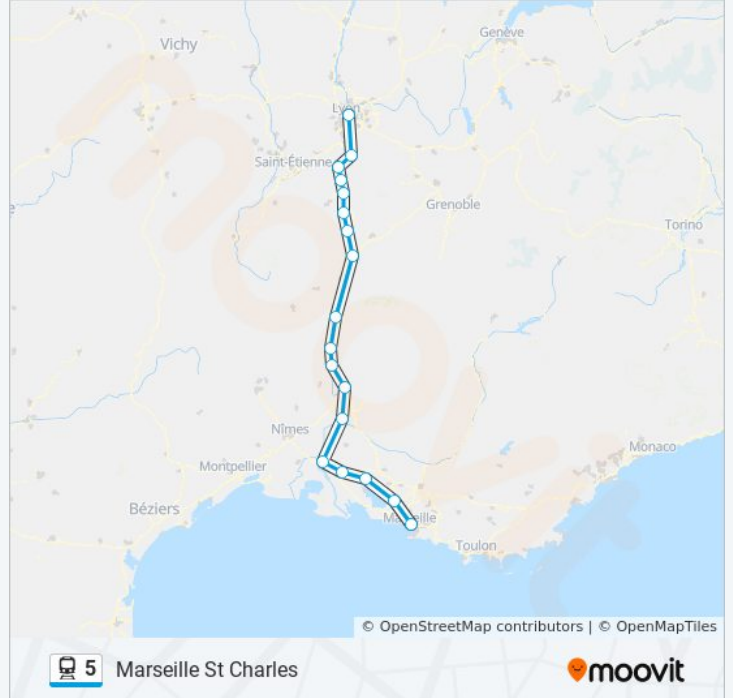 Vichy
Genève
Lyon
Saint-Étienne
Grenoble
Torino
Nîmes
Monaco
Montpellier
Béziers
Marseille
Toulon
moovit
© OpenStreetMap contributors | © OpenMapTiles
5 Marseille St Charles
moovit